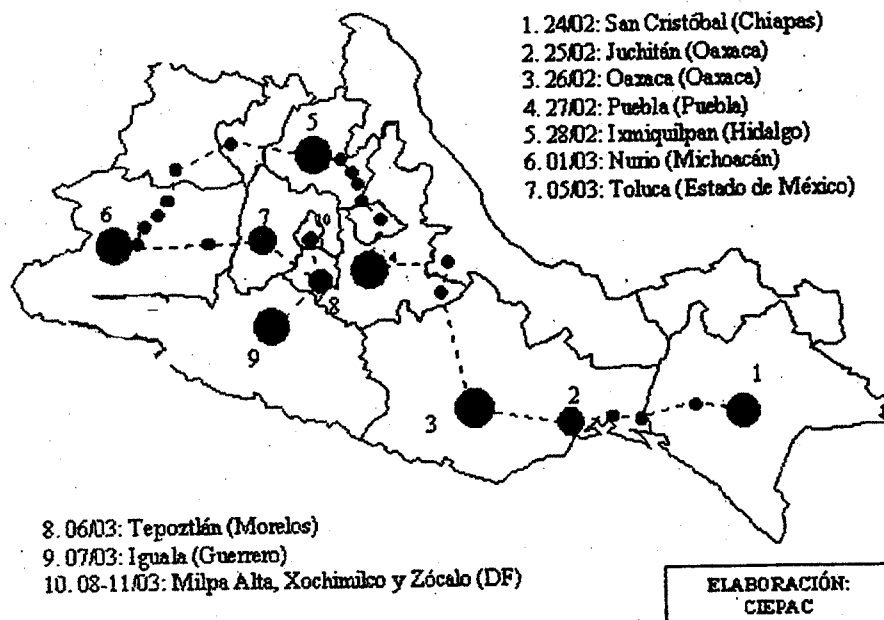 1. 24/02: San Cristóbal (Chiapas)
2. 25/02: Juchitán (Oaxaca)
3. 26/02: Oaxaca (Oaxaca)
4. 27/02: Puebla (Puebla)
5. 28/02: Ixmiquilpan (Hidalgo)
6. 01/03: Nurio (Michoacán)
7. 05/03: Toluca (Estado de México)
5
6
7
10
4
8
9
3
2
1
8. 06/03: Tepoztlán (Morelos)
9. 07/03: Iguala (Guerrero)
10. 08-11/03: Milpa Alta, Xochimilco y Zócalo (DF)
ELABORACIÓN:
CIEPAC